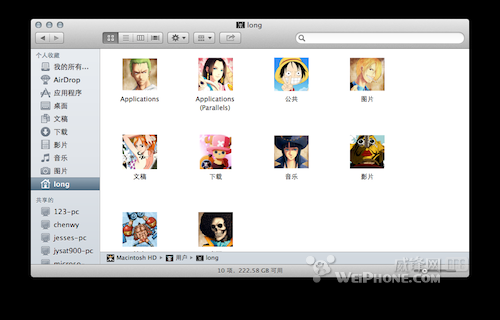 long
个人收藏
我的所有...
AirDrop
应用程序
桌面
文稿
下载
影片
音乐
图片
long
共享的
123-pc
chenwy
jesses-pc
jysat900-pc
Applications
Applications
(Parallels)
公共
图片
文稿
下载
音乐
影片
Macintosh HD
用户
long
10 项，222.58 GB 可用
威锋网
WEIPHONE.COM